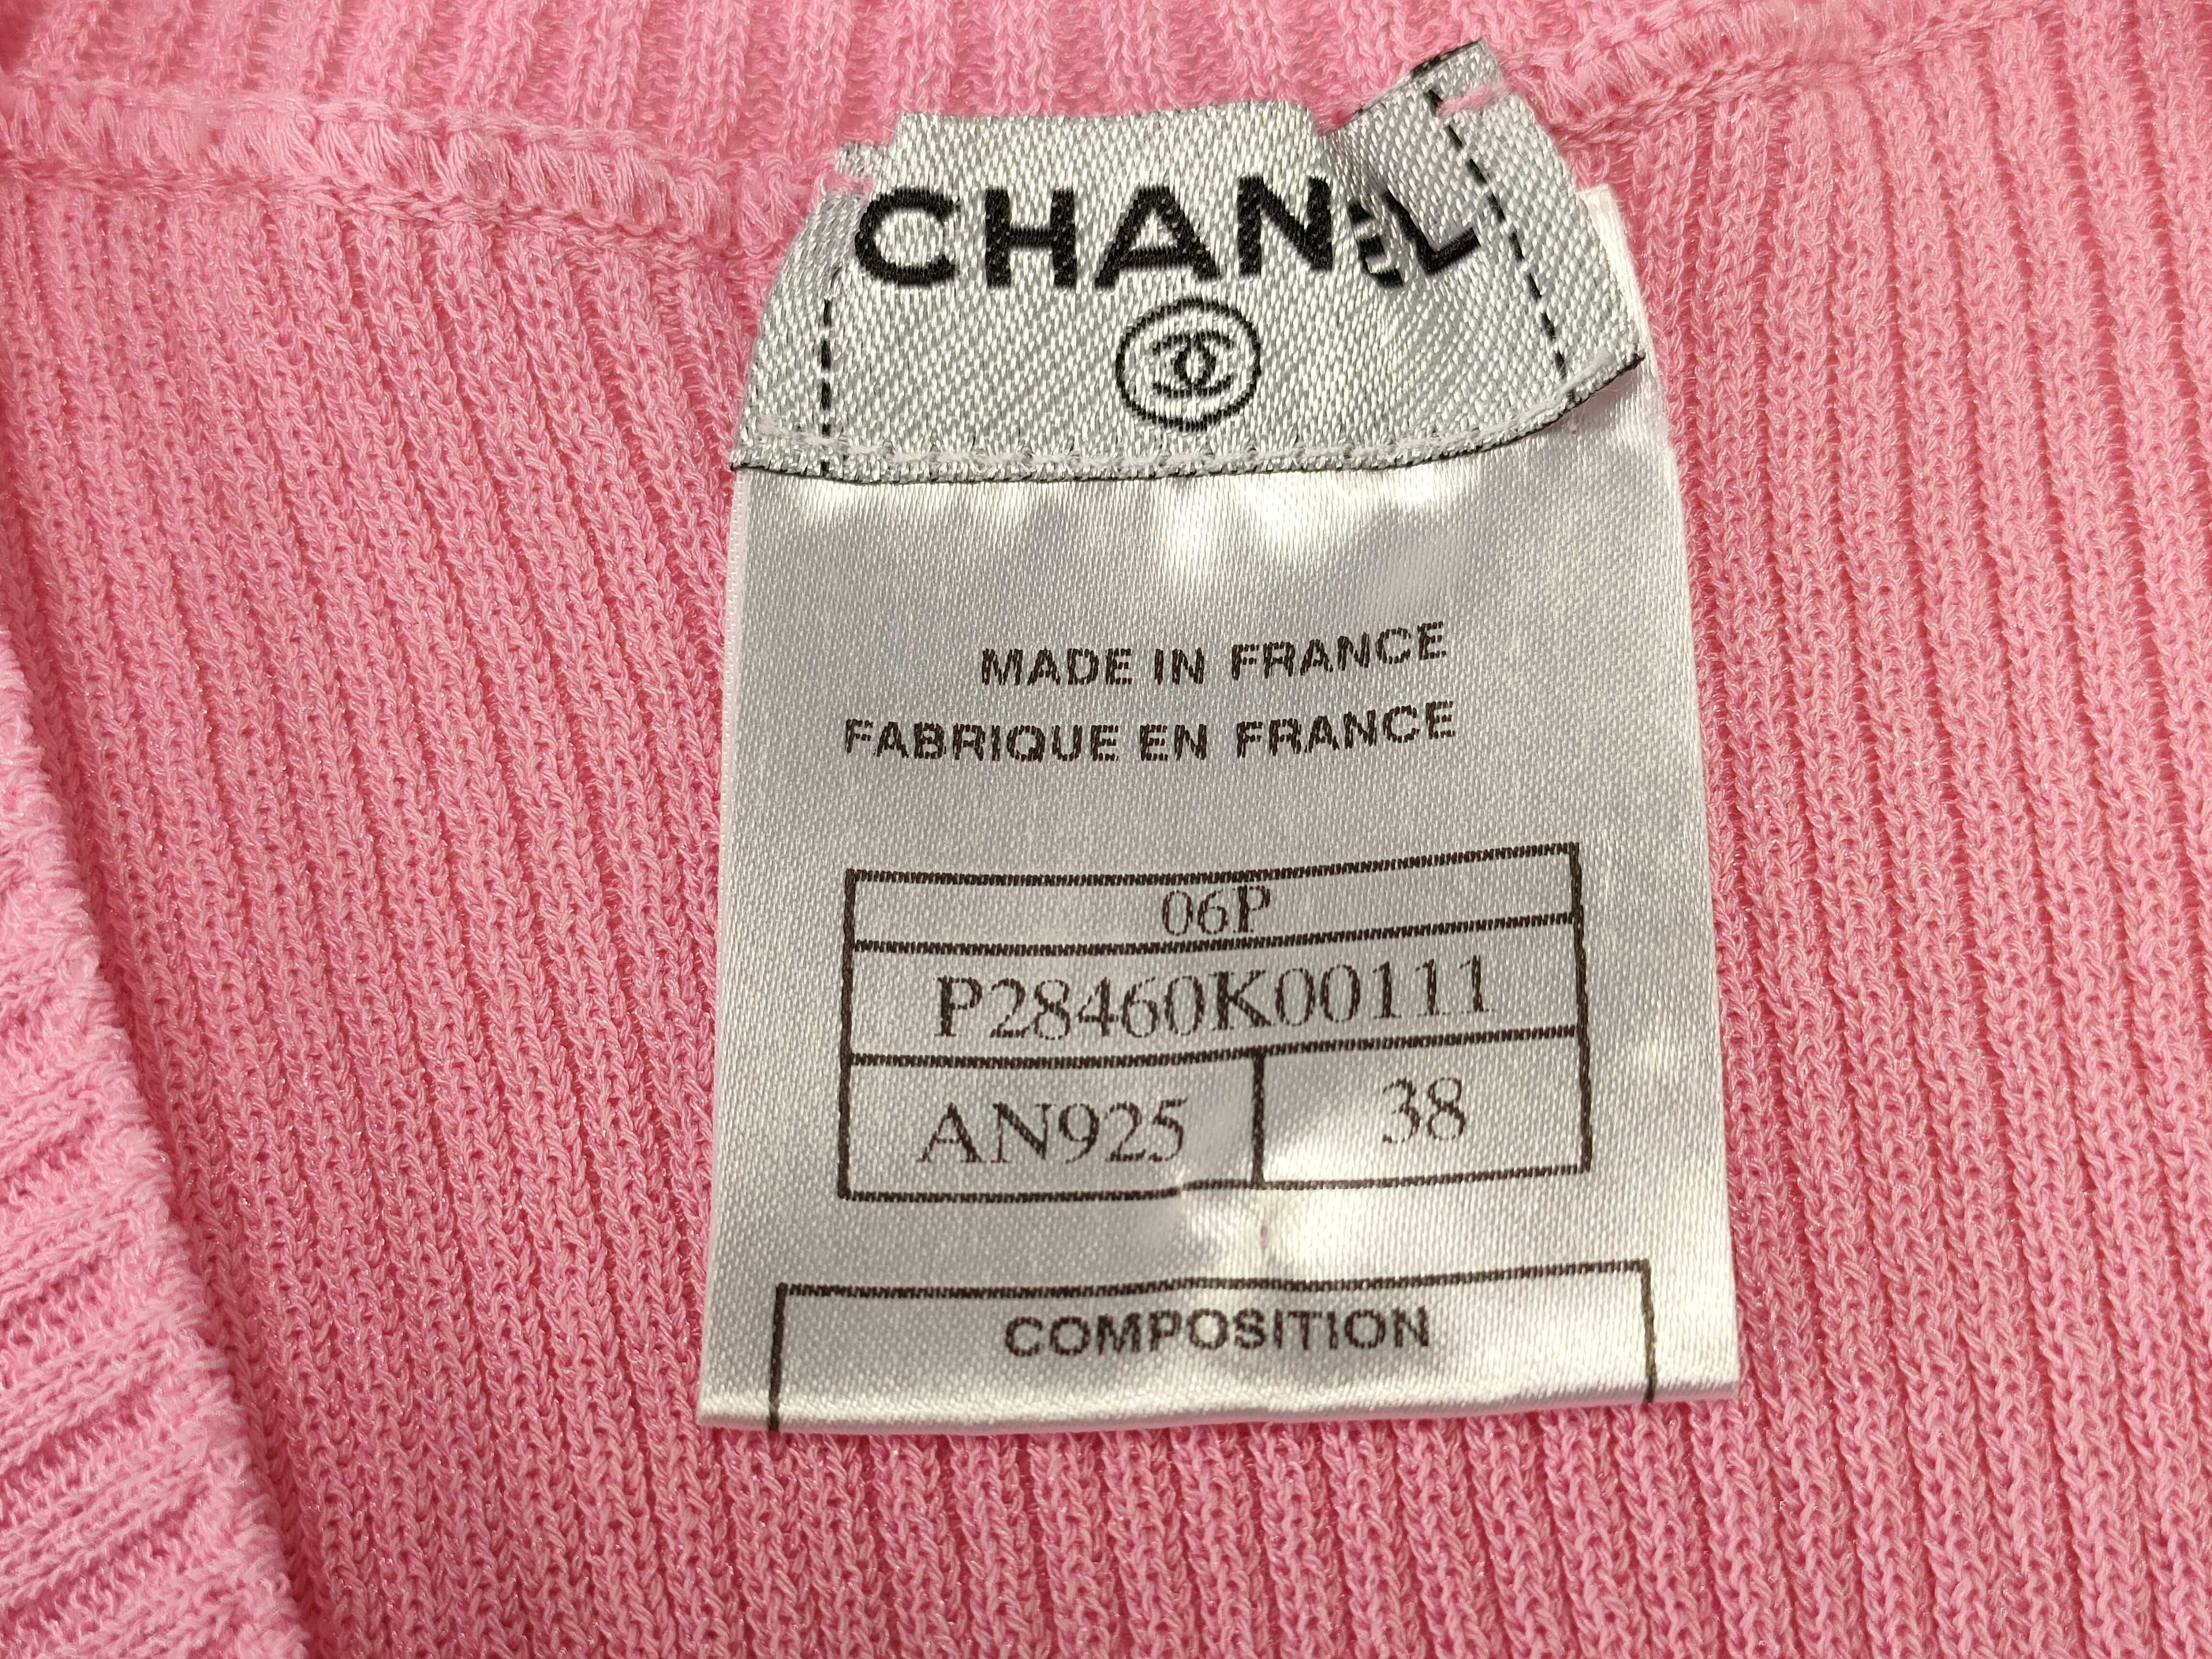 CHANEL
MADE IN FRANCE
FABRIQUE EN FRANCE
06P
P28460K00111
AN925 38
COMPOSITION